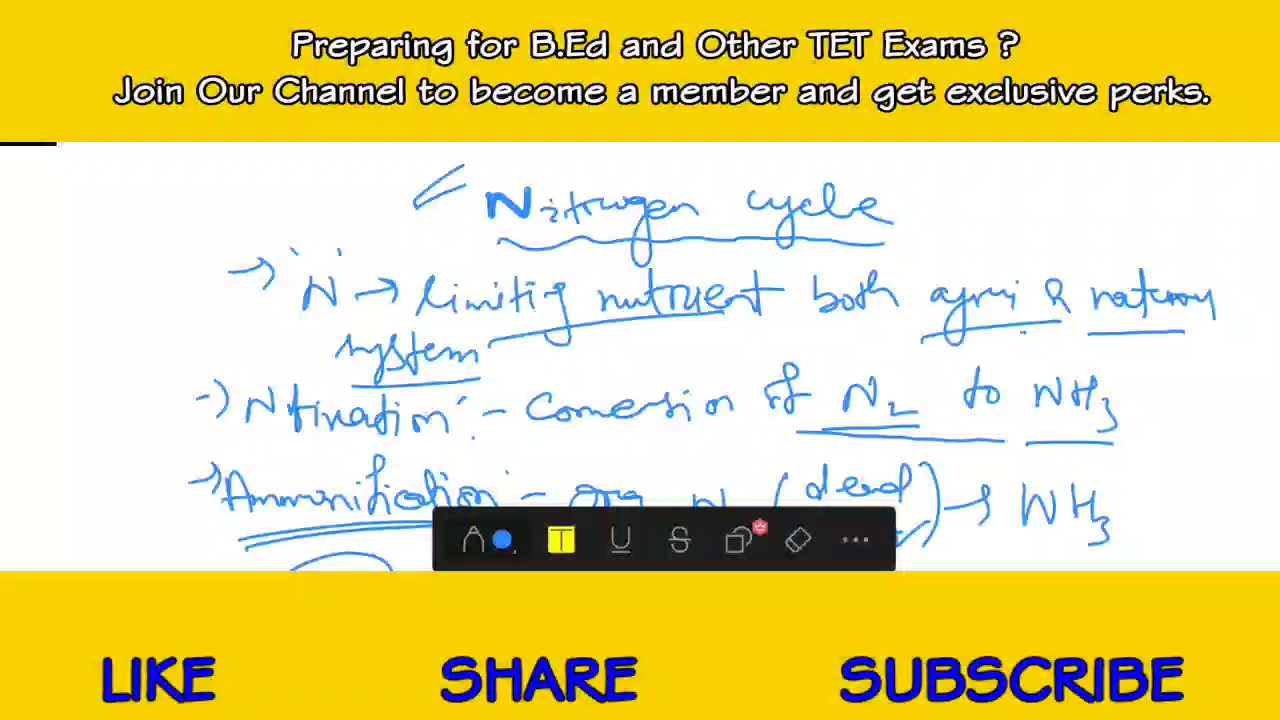 Preparing for B.Ed and Other TET Exams ?
Join Our Channel to become a member and get exclusive perks.
Nitrogen cycle
→ 'N' → limiting nutrient both agri &
system
→ N fixation: - Conversion of N2 to NH3
→ Ammonification - org N (dead) → NH3
LIKE SHARE SUBSCRIBE